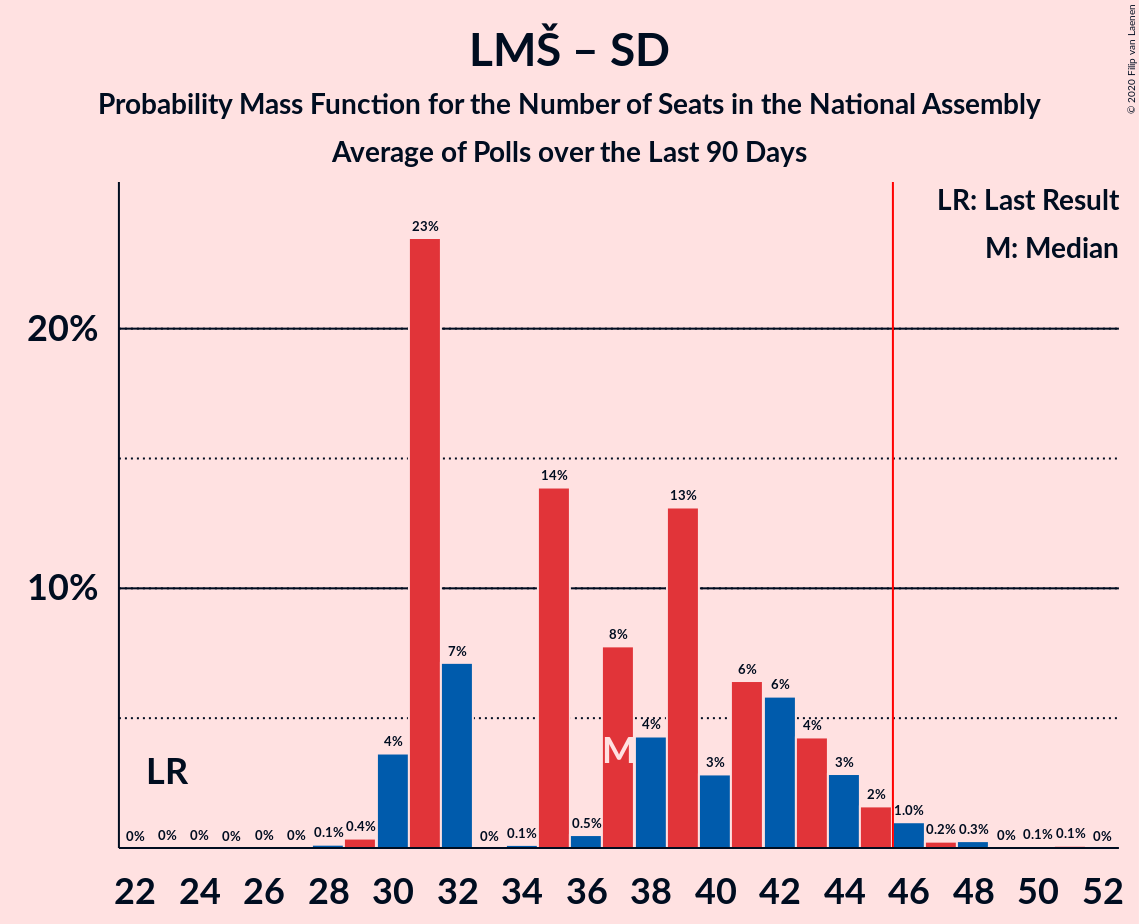 LMŠ – SD
Probability Mass Function for the Number of Seats in the National Assembly
Average of Polls over the Last 90 Days
© 2020 Filip van Laenen
LR: Last Result
M: Median
20%
10%
LR
M
0% 0% 0% 0% 0% 0% 0.1% 0.4% 4% 23% 7% 0% 0.1% 14% 0.5% 8% 4% 13% 3% 6% 6% 4% 3% 2% 1.0% 0.2% 0.3% 0% 0.1% 0.1% 0%
22 24 26 28 30 32 34 36 38 40 42 44 46 48 50 52